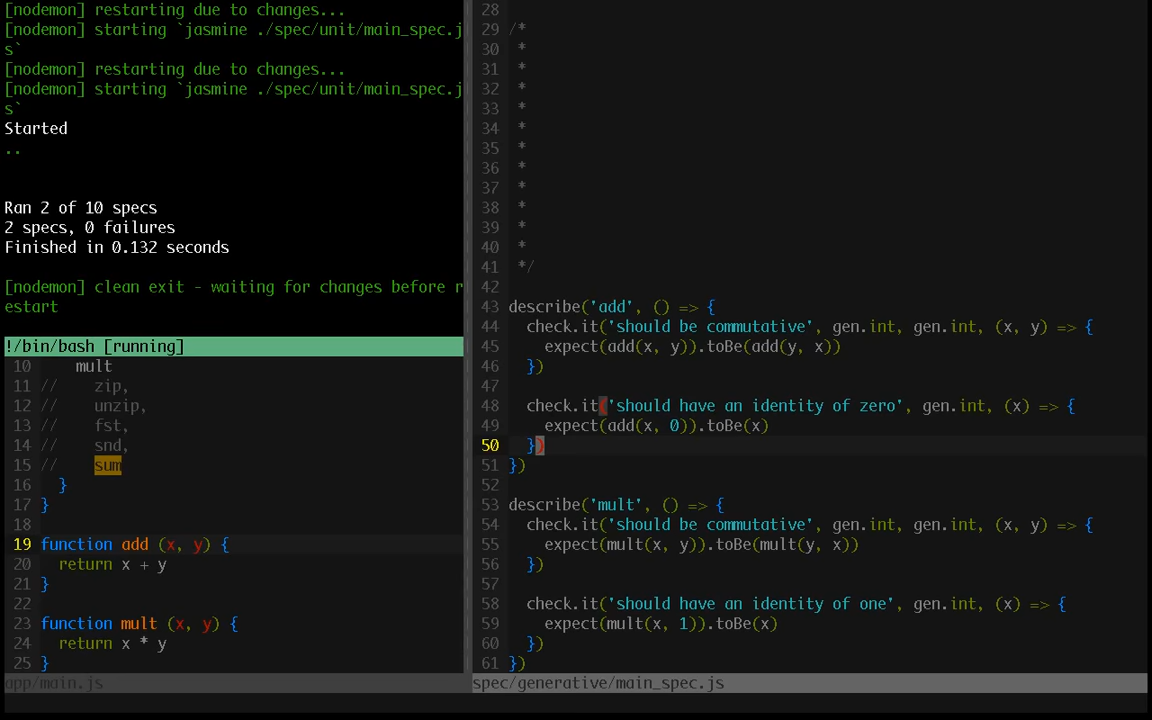 [nodemon] restarting due to changes...
[nodemon] starting `jasmine ./spec/unit/main_spec.j
s`
[nodemon] restarting due to changes...
[nodemon] starting `jasmine ./spec/unit/main_spec.j
s`
Started
..
Ran 2 of 10 specs
2 specs, 0 failures
Finished in 0.132 seconds
[nodemon] clean exit - waiting for changes before r
estart
!/bin/bash [running]
10     mult
11 //     zip,
12 //     unzip,
13 //     fst,
14 //     snd,
15 //     sum
16   }
17 }
18
19 function add (x, y) {
20   return x + y
21 }
22
23 function mult (x, y) {
24   return x * y
25 }
app/main.js
28
29 /*
30  *
31  *
32  *
33  *
34  *
35  *
36  *
37  *
38  *
39  *
40  *
41  */
42
43 describe('add', () => {
44   check.it('should be commutative', gen.int, gen.int, (x, y) => {
45     expect(add(x, y)).toBe(add(y, x))
46   })
47
48   check.it('should have an identity of zero', gen.int, (x) => {
49     expect(add(x, 0)).toBe(x)
50   })
51 })
52
53 describe('mult', () => {
54   check.it('should be commutative', gen.int, gen.int, (x, y) => {
55     expect(mult(x, y)).toBe(mult(y, x))
56   })
57
58   check.it('should have an identity of one', gen.int, (x) => {
59     expect(mult(x, 1)).toBe(x)
60   })
61 })
spec/generative/main_spec.js